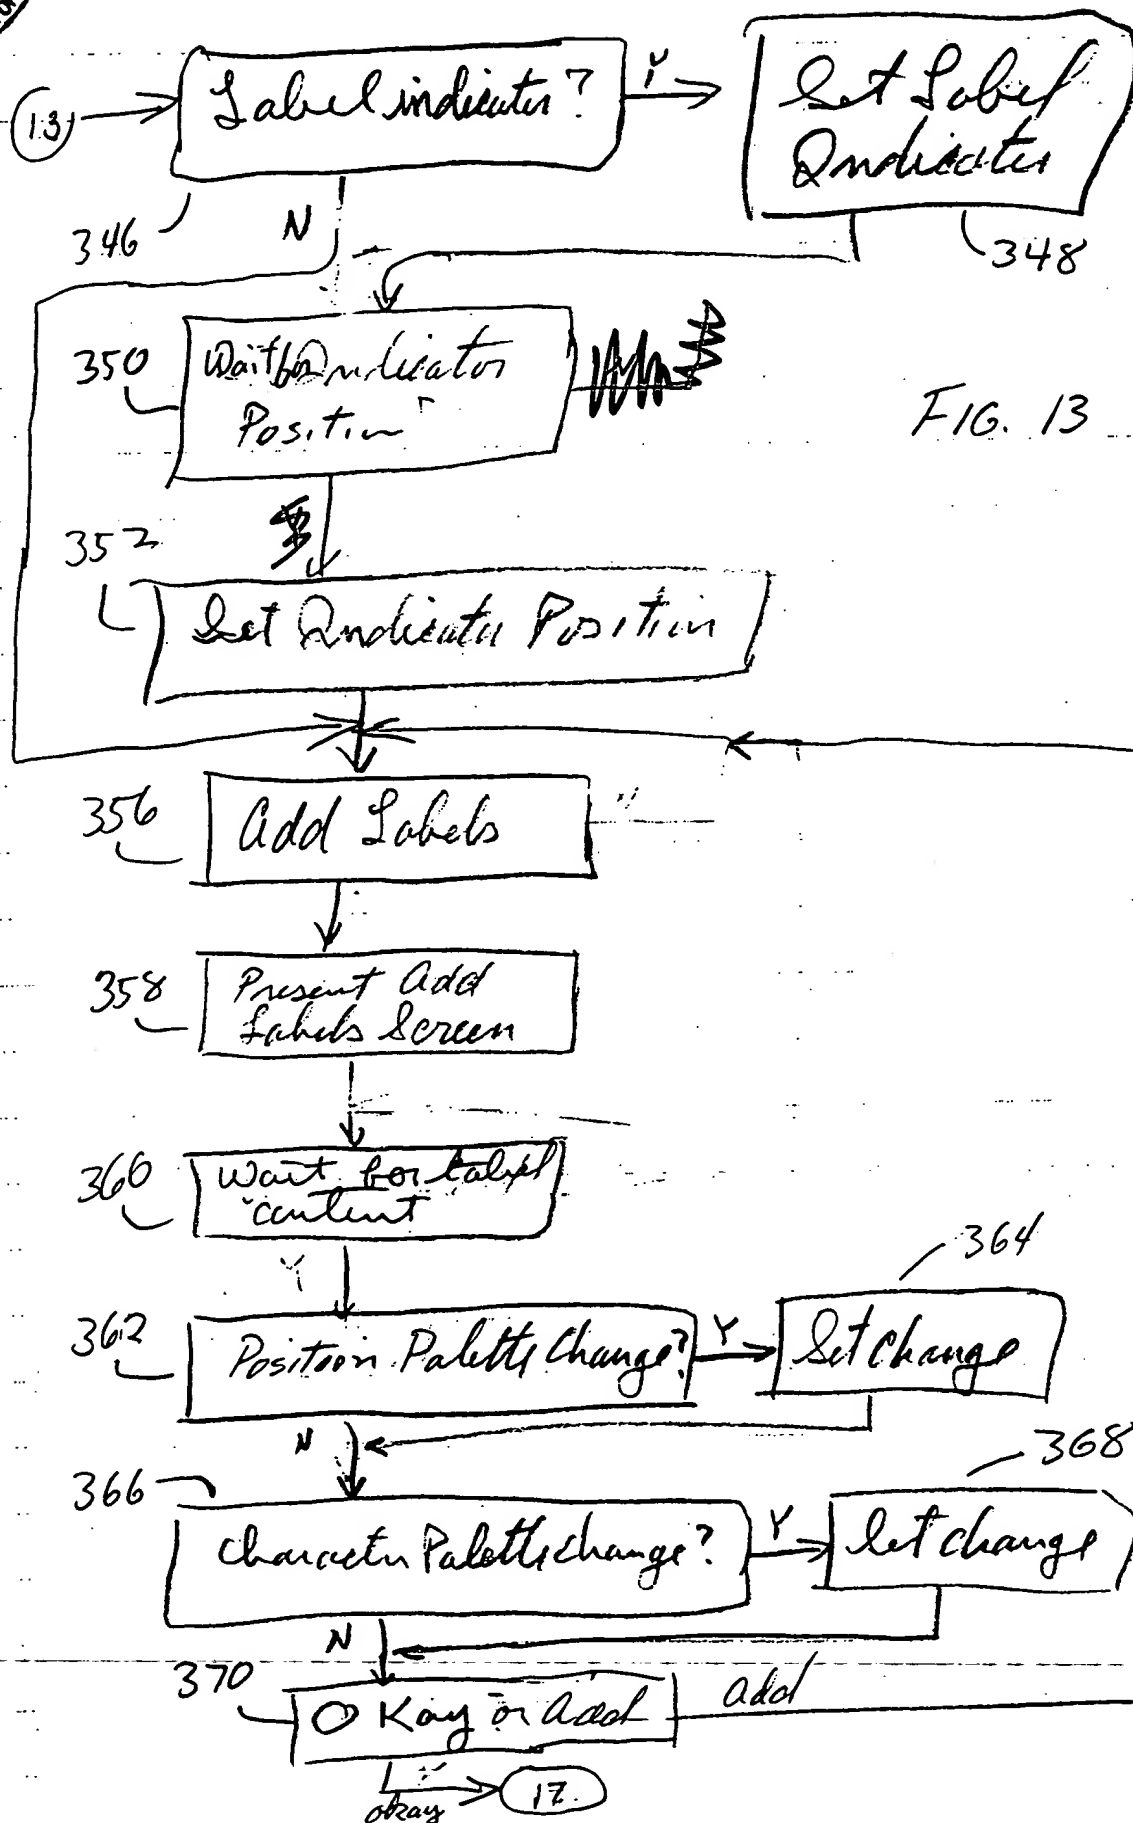 13
Label indicator?
Y
Set Label
Indicator
346
N
348
350
Wait for Indicator
Position
FIG. 13
352
Set Indicator Position
356
Add Labels
358
Present Add
Labels Screen
360
Wait for label
content
Y
364
362
Position Palette Change?
Y
Set Change
N
368
366
Character Palette change?
Y
Set change
N
370
OKay or Add
Add
okay
17.